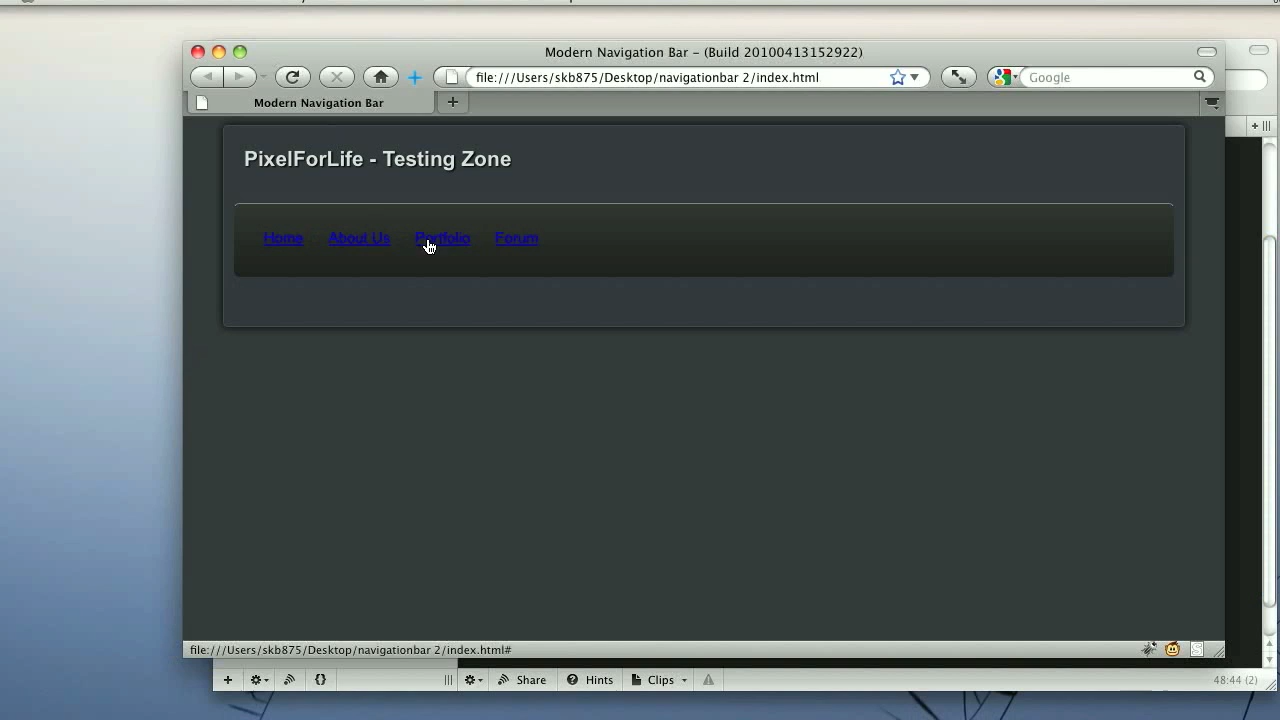 Modern Navigation Bar - (Build 20100413152922)
file:///Users/skb875/Desktop/navigationbar 2/index.html
Google
Modern Navigation Bar
PixelForLife - Testing Zone
Home About Us Portfolio Forum
file:///Users/skb875/Desktop/navigationbar 2/index.html#
Share Hints Clips 48:44 (2)